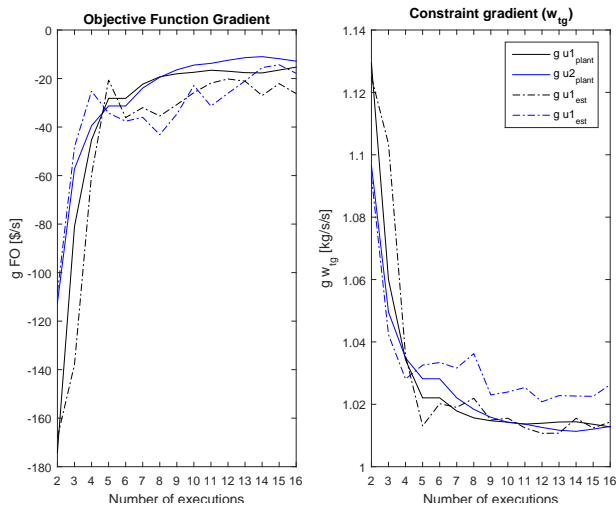 Objective Function Gradient
g FO [$/s]
0
-20
-40
-60
-80
-100
-120
-140
-160
-180
2 3 4 5 6 7 8 9 10 11 12 13 14 15 16
Number of executions
Constraint gradient (w_tg)
g w_tg [kg/s/s]
1.14
1.12
1.1
1.08
1.06
1.04
1.02
1
2 3 4 5 6 7 8 9 10 11 12 13 14 15 16
Number of executions
g u1_plant
g u2_plant
g u1_est
g u1_est